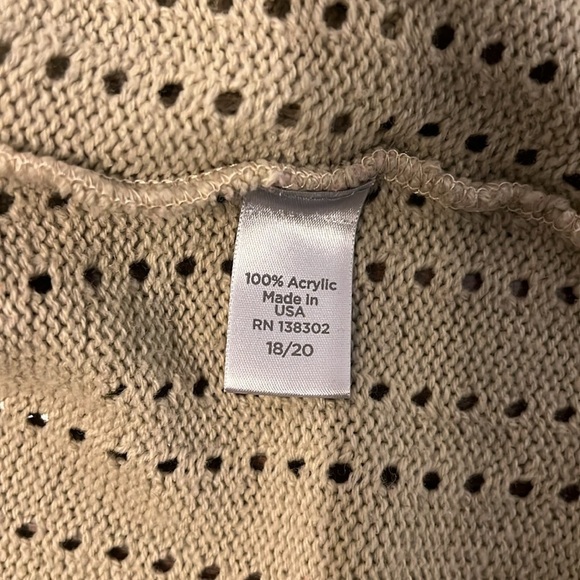 100% Acrylic
Made in
USA
RN 138302
18/20